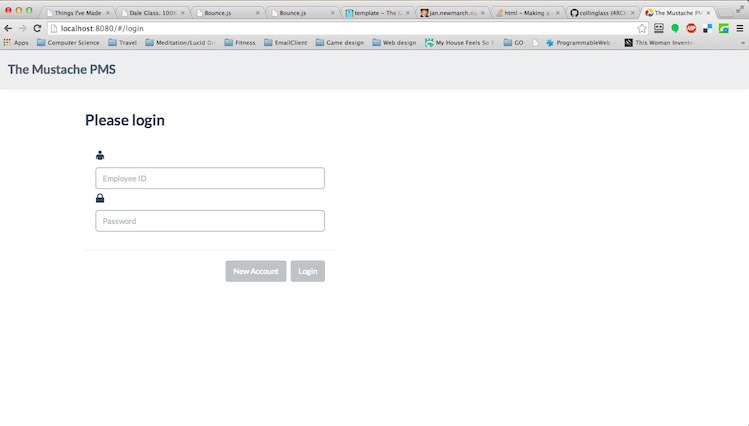 Things I've Made
Dale Glass. 100%
Bounce.js
Bounce.js
template – The G
jan.newmarch.na
html – Making a
collinglass (4RCH
The Mustache PM
localhost:8080/#/login
Apps
Computer Science
Travel
Meditation/Lucid Dr
Fitness
EmailClient
Game design
Web design
My House Feels So B
GO
ProgrammableWeb
This Woman Invent
»
The Mustache PMS
Please login
Employee ID
Password
New Account
Login